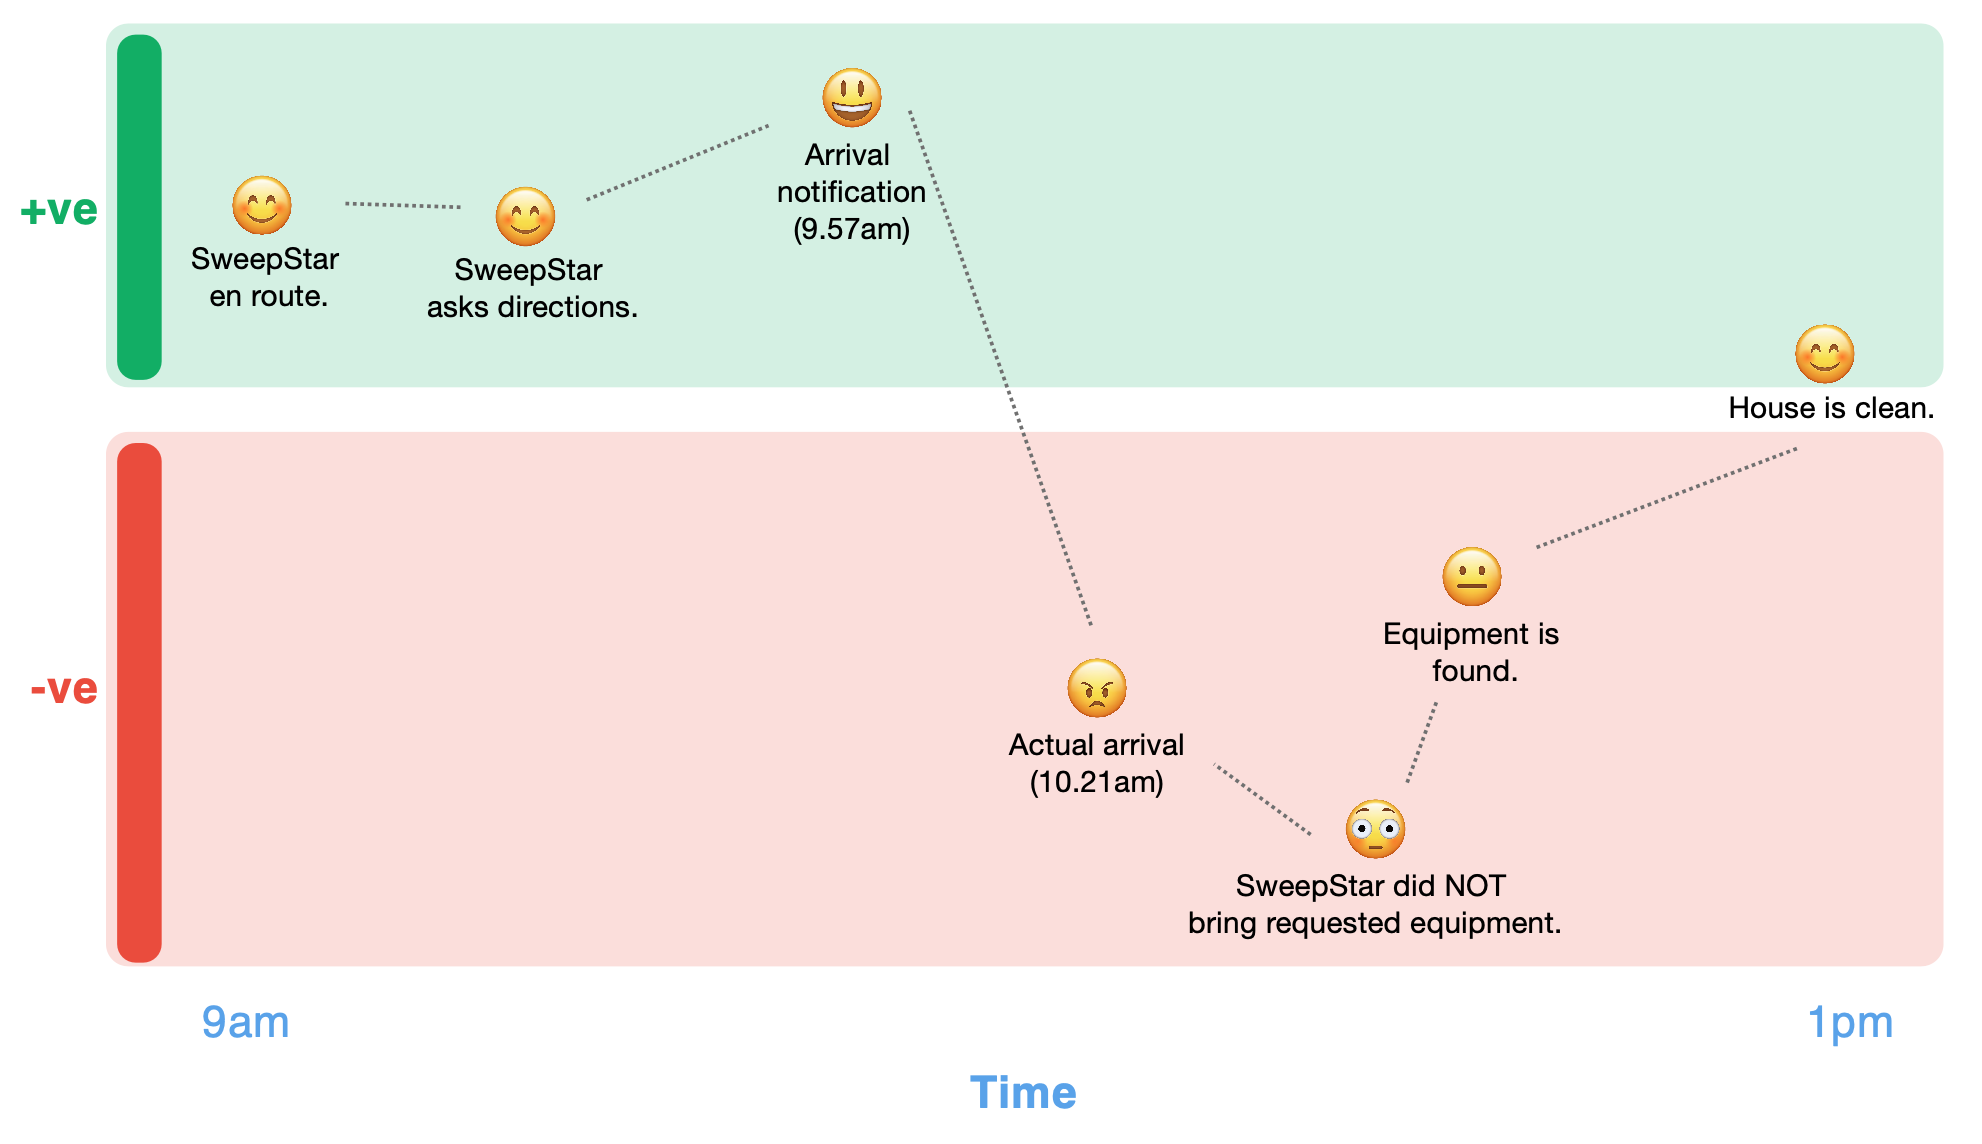 +ve
SweepStar
en route.
SweepStar
asks directions.
Arrival
notification
(9.57am)
House is clean.
-ve
Actual arrival
(10.21am)
SweepStar did NOT
bring requested equipment.
Equipment is
found.
9am
1pm
Time